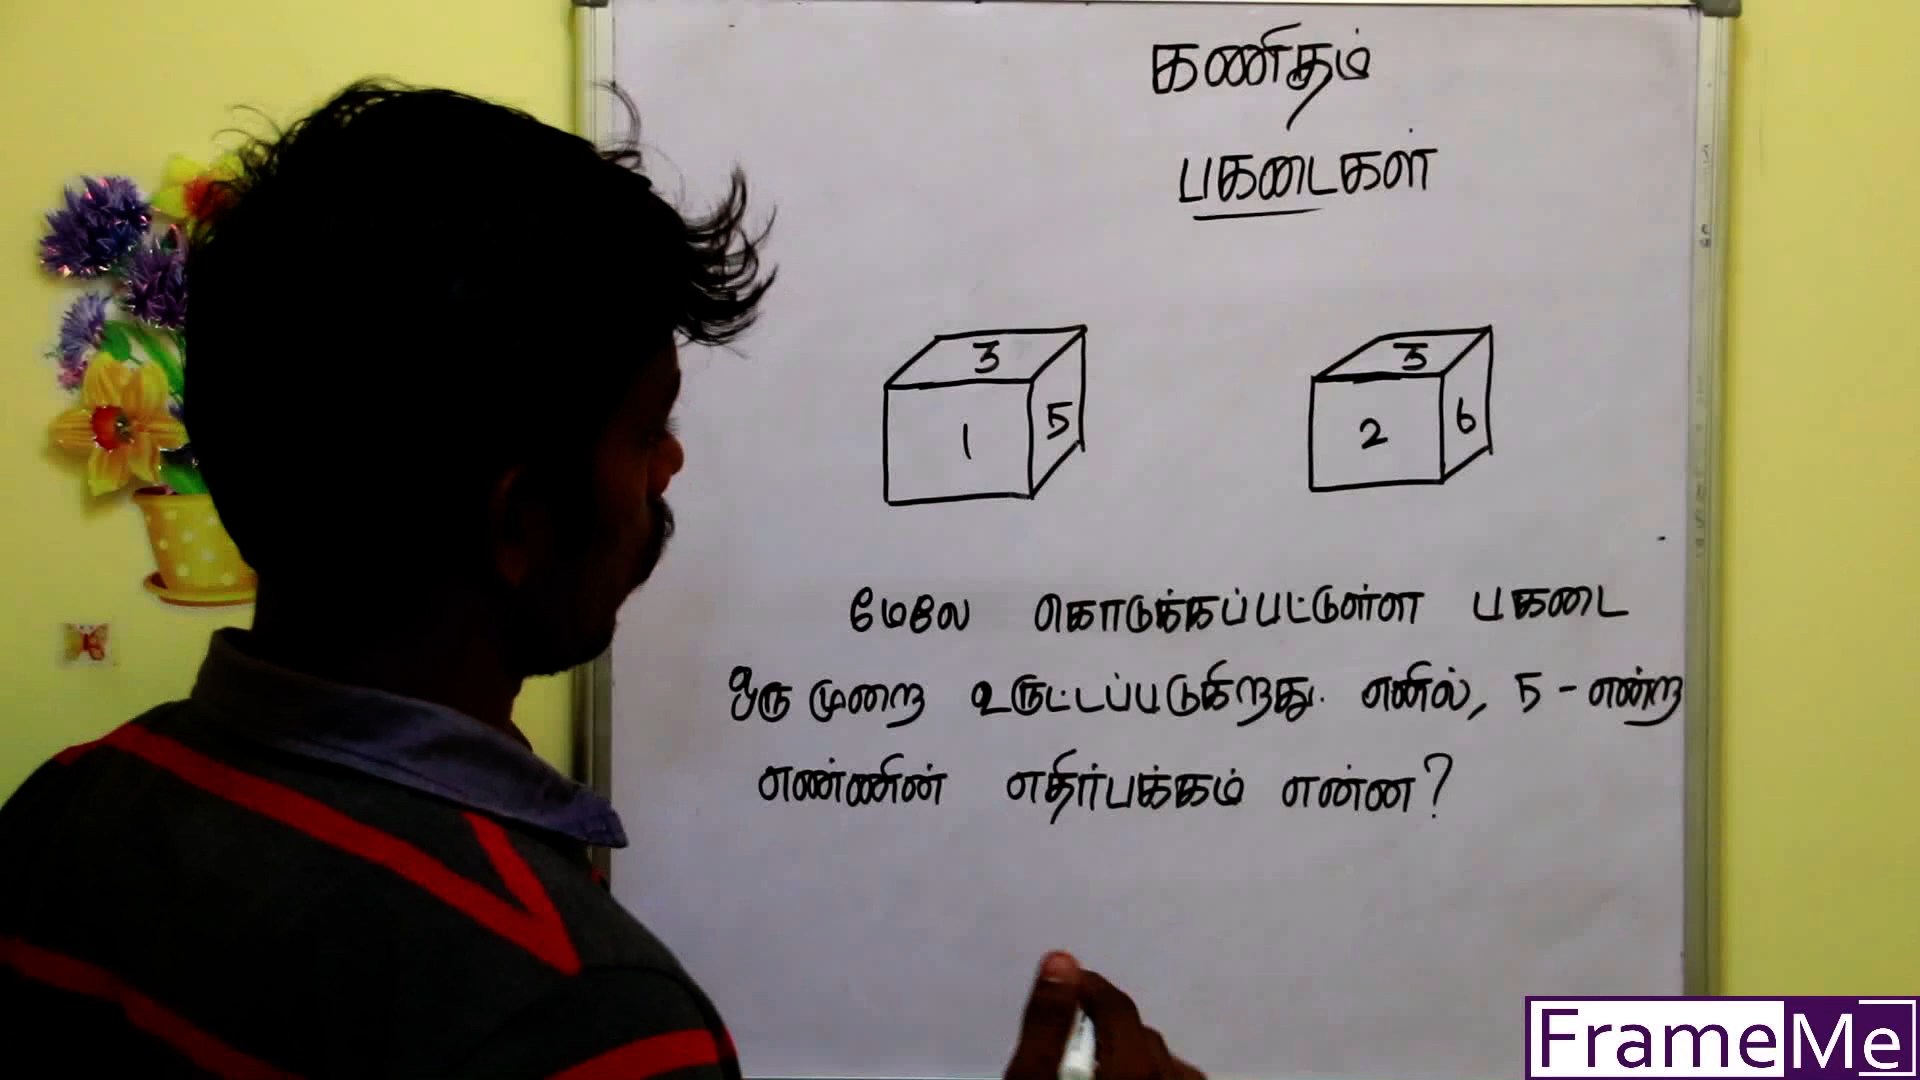 கணிதம்
பகடைகள்
3
1
5
3
2
6
மேலே கொடுக்கப்பட்டுள்ள பகடை
ஒரு முறை உருட்டப்படுகிறது. எனில், 5 - என்ற
எண்ணின் எதிர்பக்கம் என்ன?
FrameMe